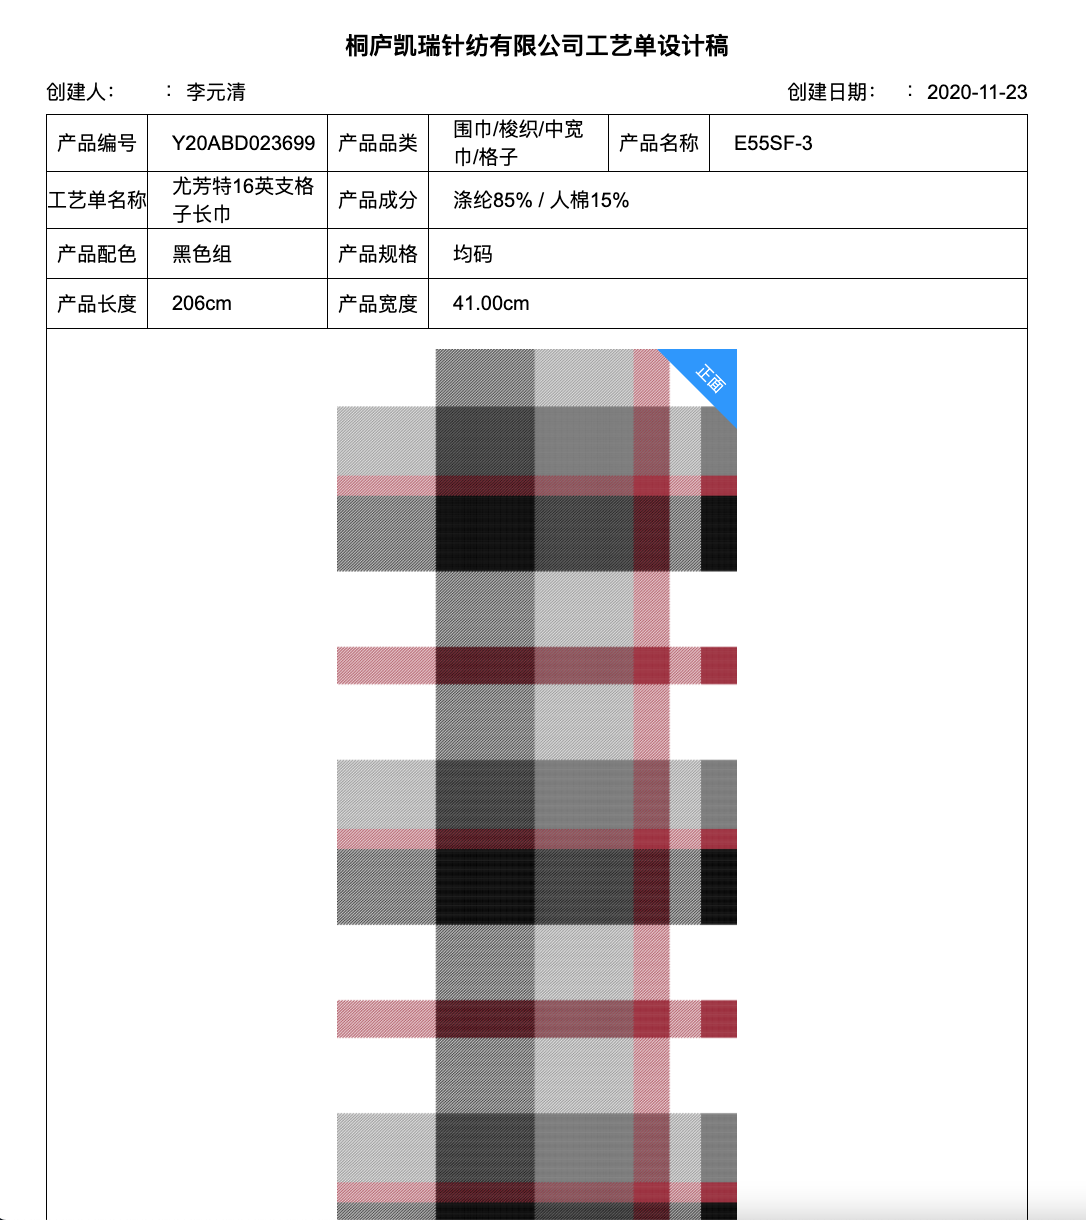 桐庐凯瑞针纺有限公司工艺单设计稿
创建人： ： 李元清
创建日期： ： 2020-11-23
产品编号
Y20ABD023699
产品品类
围巾/梭织/中宽
巾/格子
产品名称
E55SF-3
工艺单名称
尤芳特16英支格
子长巾
产品成分
涤纶85% / 人棉15%
产品配色
黑色组
产品规格
均码
产品长度
206cm
产品宽度
41.00cm
正面